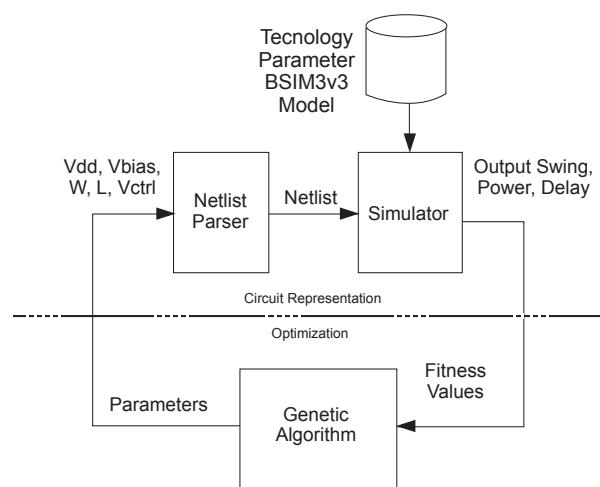 Tecnology
Parameter
BSIM3v3
Model
Vdd, Vbias,
W, L, Vctrl
Netlist
Parser
Netlist
Simulator
Output Swing,
Power, Delay
Circuit Representation
Optimization
Parameters
Genetic
Algorithm
Fitness
Values